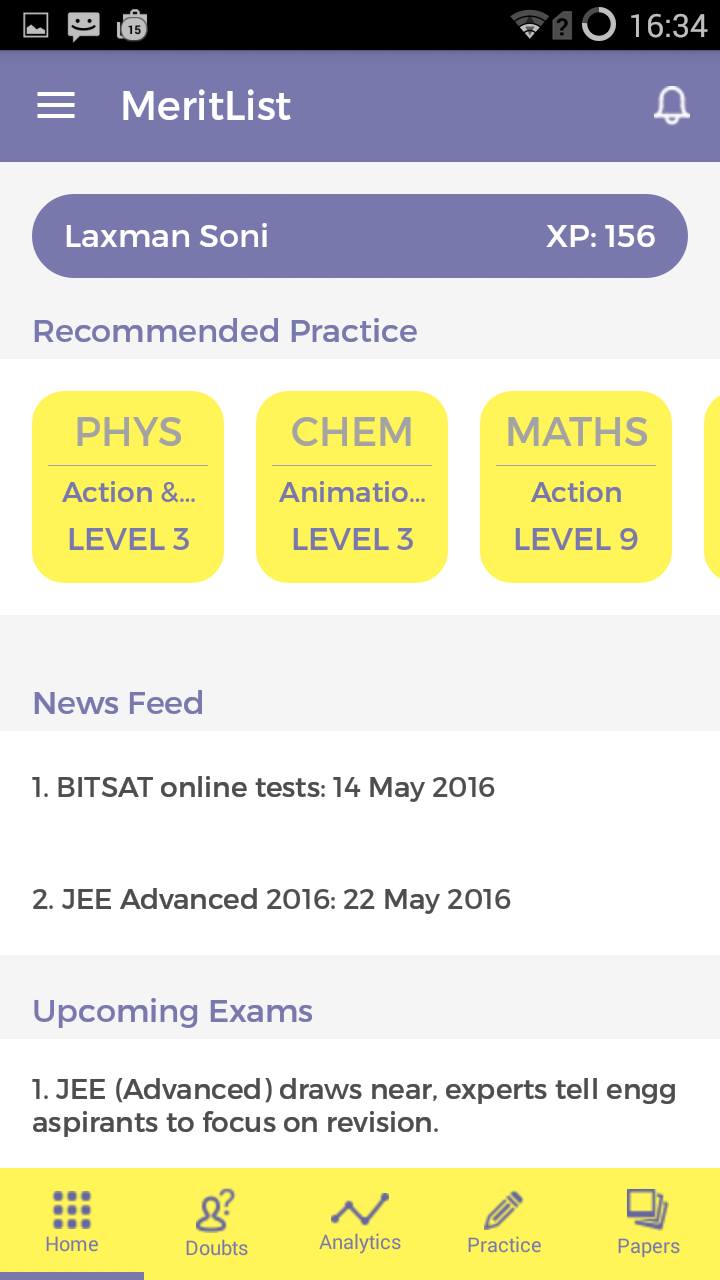 15 ? 16:34
MeritList
Laxman Soni XP: 156
Recommended Practice
PHYS CHEM MATHS
Action &... Animatio... Action
LEVEL 3 LEVEL 3 LEVEL 9
News Feed
1. BITSAT online tests: 14 May 2016
2. JEE Advanced 2016: 22 May 2016
Upcoming Exams
1. JEE (Advanced) draws near, experts tell engg
aspirants to focus on revision.
Home Doubts Analytics Practice Papers